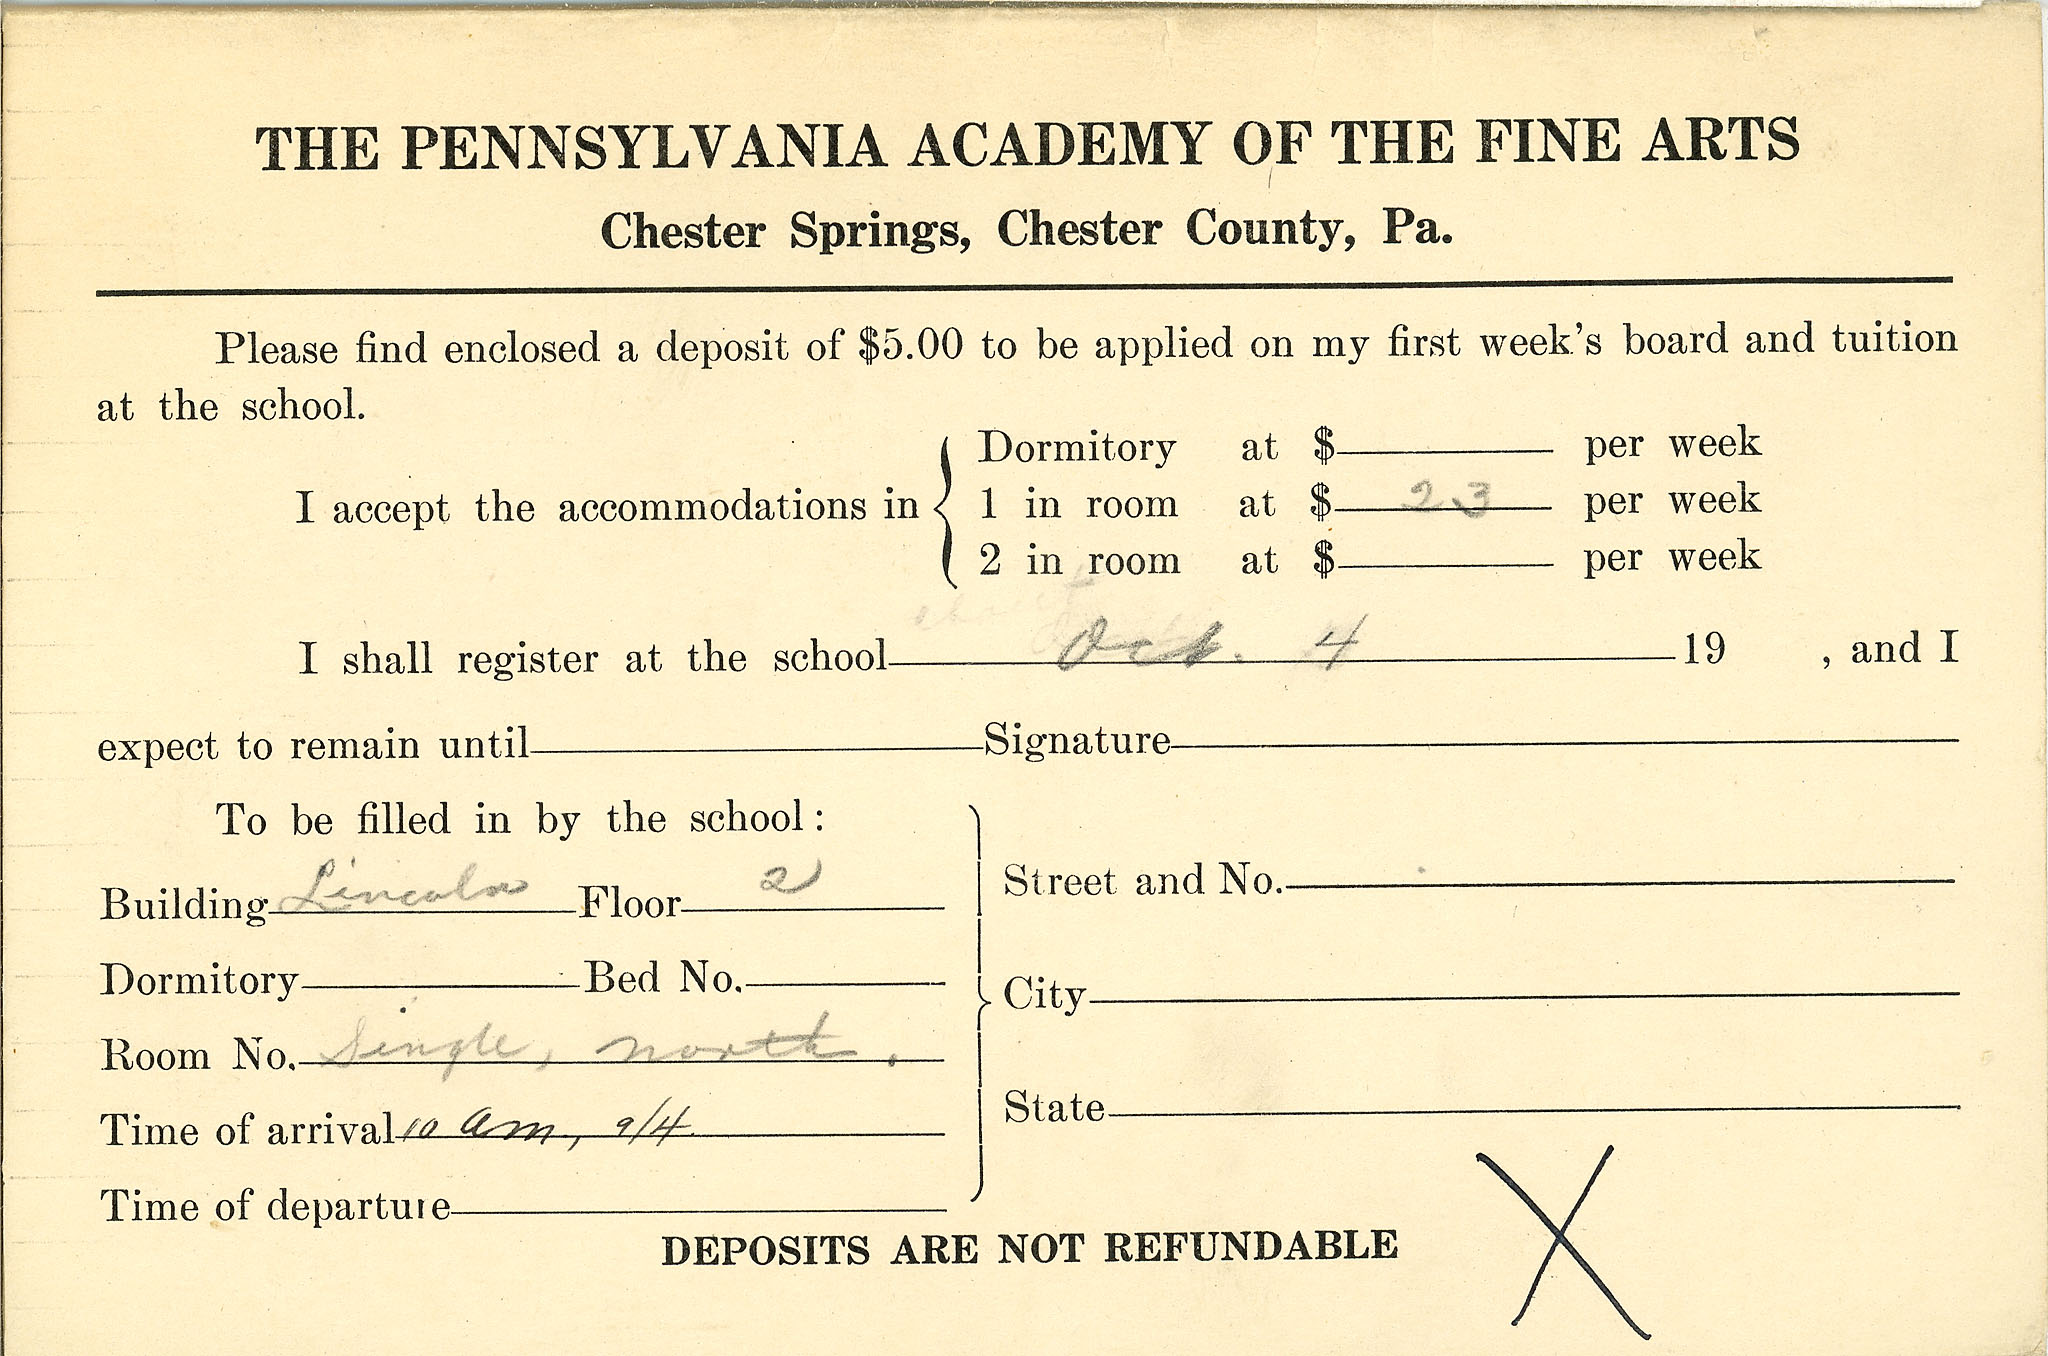 THE PENNSYLVANIA ACADEMY OF THE FINE ARTS
Chester Springs, Chester County, Pa.
Please find enclosed a deposit of $5.00 to be applied on my first week's board and tuition
at the school.
Dormitory at $ per week
I accept the accommodations in { 1 in room at $ 23 per week
2 in room at $ per week
I shall register at the school Oct. 4 19 , and I
expect to remain until Signature
To be filled in by the school:
Building Lincoln Floor 2
Street and No.
Dormitory Bed No.
City
Room No. Single, north.
Time of arrival 10 am, 9/4
State
Time of departure
DEPOSITS ARE NOT REFUNDABLE
X